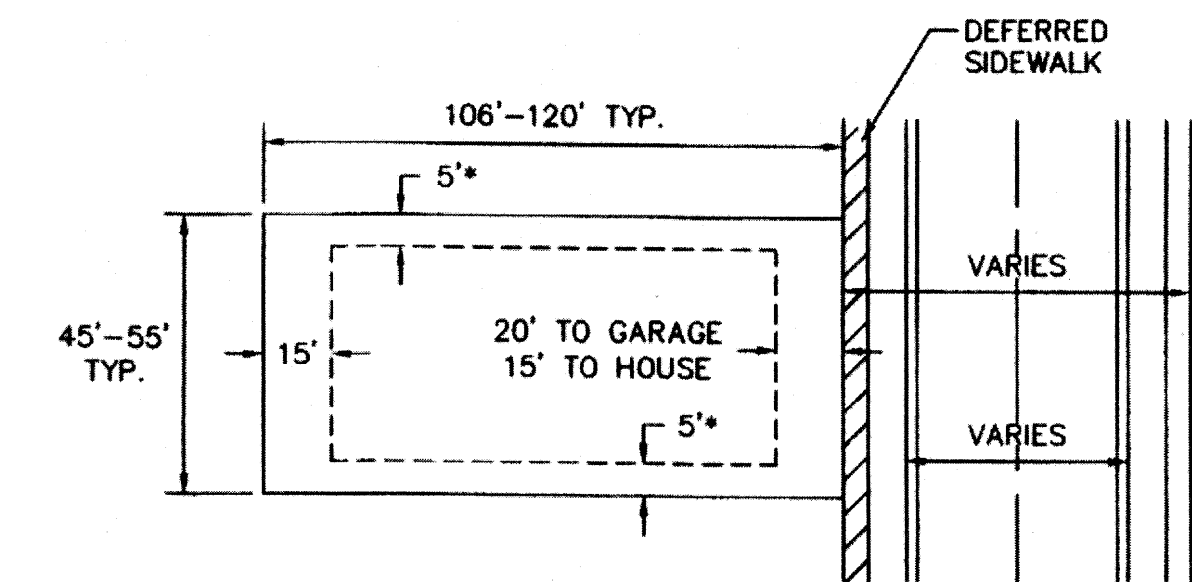 DEFERRED
SIDEWALK
106'-120' TYP.
5'*
VARIES
45'-55'
TYP.
15'
20' TO GARAGE
15' TO HOUSE
5'*
VARIES